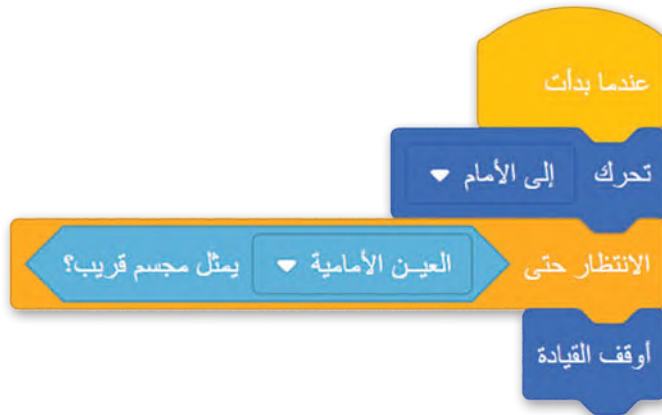 عندما بدأت
تحرك إلى الأمام
الانتظار حتى العين الأمامية يمثل مجسم قريب؟
أوقف القيادة